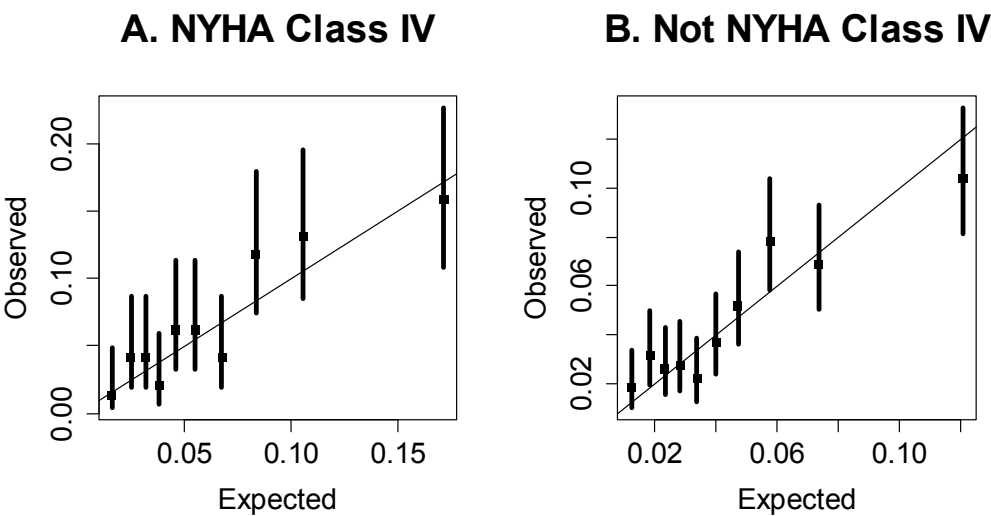 A. NYHA Class IV
Observed
0.20
0.10
0.00
0.05 0.10 0.15
Expected
B. Not NYHA Class IV
Observed
0.10
0.06
0.02
0.02 0.06 0.10
Expected